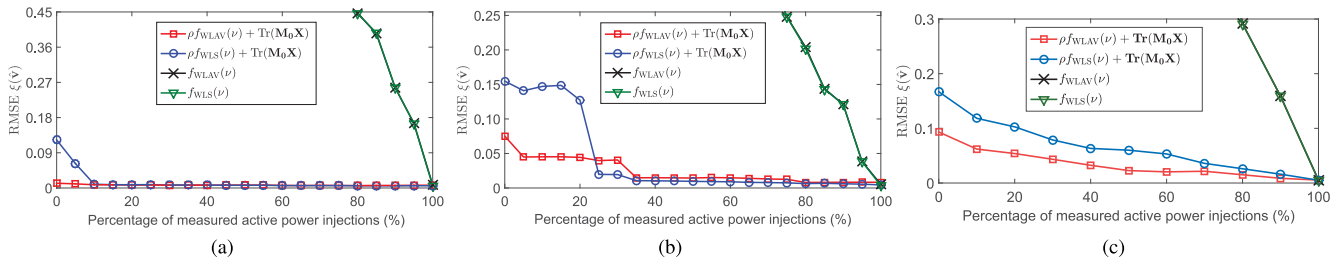 RMSE ξ(v̂)
0.45
0.36
0.27
0.18
0.09
0
ρf_WLAV(ν) + Tr(M₀X)
ρf_WLS(ν) + Tr(M₀X)
f_WLAV(ν)
f_WLS(ν)
0 10 20 30 40 50 60 70 80 90 100
Percentage of measured active power injections (%)
(a)
RMSE ξ(v̂)
0.25
0.20
0.15
0.10
0.05
0
ρf_WLAV(ν) + Tr(M₀X)
ρf_WLS(ν) + Tr(M₀X)
f_WLAV(ν)
f_WLS(ν)
0 10 20 30 40 50 60 70 80 90 100
Percentage of measured active power injections (%)
(b)
RMSE ξ(v̂)
0.3
0.2
0.1
0
ρf_WLAV(ν) + Tr(M₀X)
ρf_WLS(ν) + Tr(M₀X)
f_WLAV(ν)
f_WLS(ν)
0 20 40 60 80 100
Percentage of measured active power injections (%)
(c)